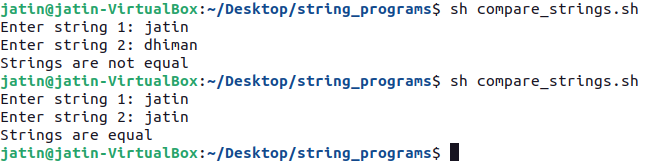 jatin@jatin-VirtualBox:~/Desktop/string_programs$ sh compare_strings.sh
Enter string 1: jatin
Enter string 2: dhiman
Strings are not equal
jatin@jatin-VirtualBox:~/Desktop/string_programs$ sh compare_strings.sh
Enter string 1: jatin
Enter string 2: jatin
Strings are equal
jatin@jatin-VirtualBox:~/Desktop/string_programs$